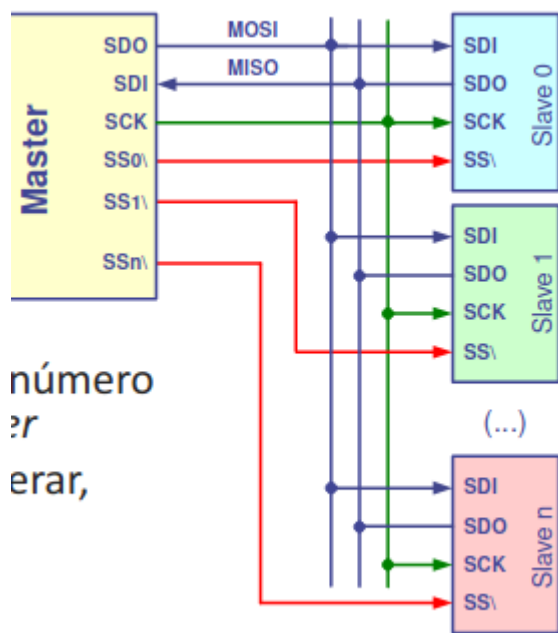 Master
SDO
SDI
SCK
SS0\
SS1\
SSn\
MOSI
MISO
SDI
SDO
SCK
SS\
Slave 0
SDI
SDO
SCK
SS\
Slave 1
(...)
SDI
SDO
SCK
SS\
Slave n
número
er
erar,